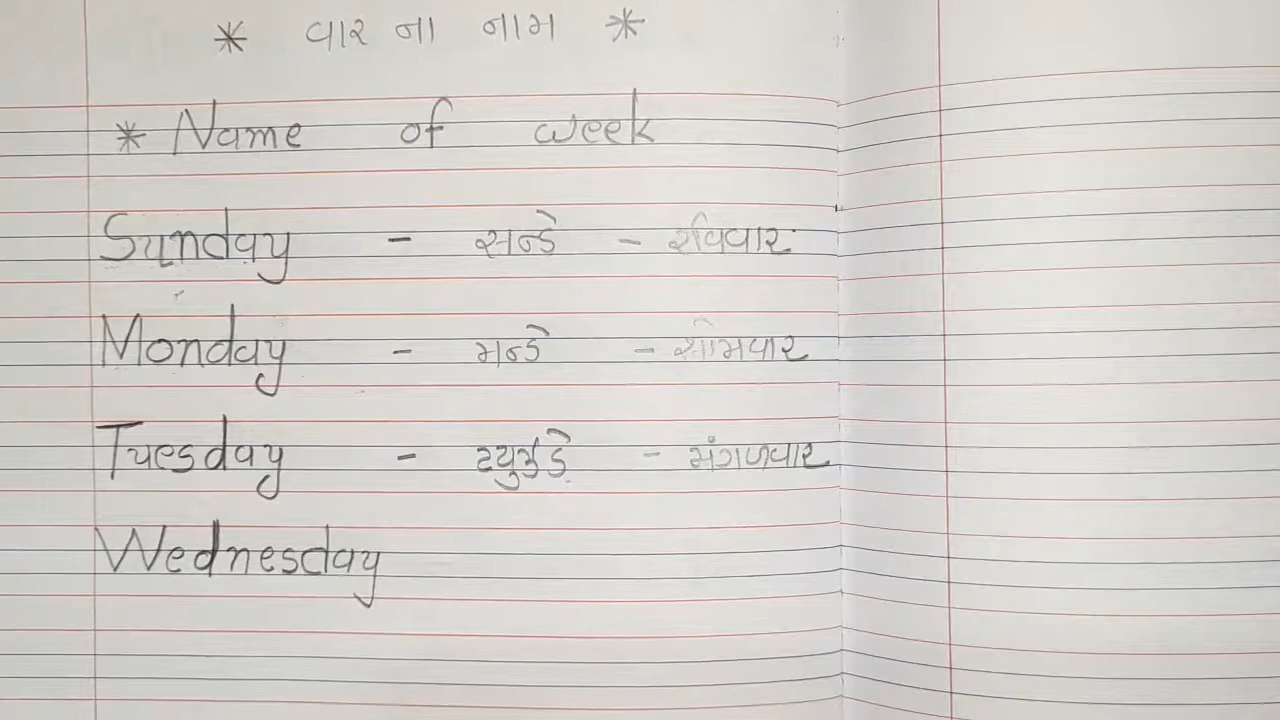 * વાર ના નામ *
* Name of week
Sunday - સન્ડે - રવિવાર
Monday - મન્ડે - સોમવાર
Tuesday - ટ્યુઝડે - મંગળવાર
Wednesday